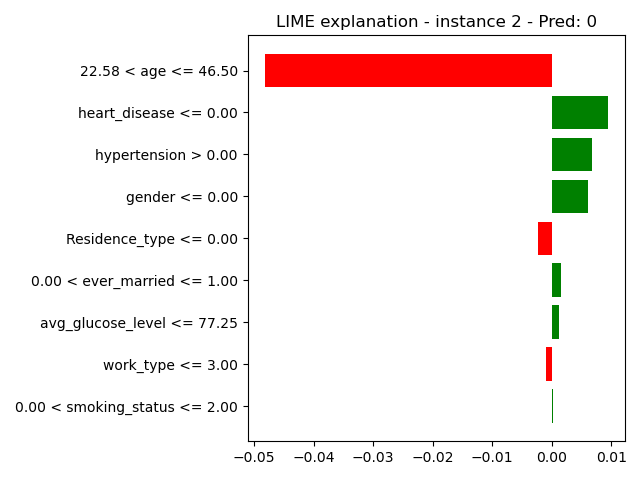 LIME explanation - instance 2 - Pred: 0
22.58 < age <= 46.50
heart_disease <= 0.00
hypertension > 0.00
gender <= 0.00
Residence_type <= 0.00
0.00 < ever_married <= 1.00
avg_glucose_level <= 77.25
work_type <= 3.00
0.00 < smoking_status <= 2.00
−0.05 −0.04 −0.03 −0.02 −0.01 0.00 0.01